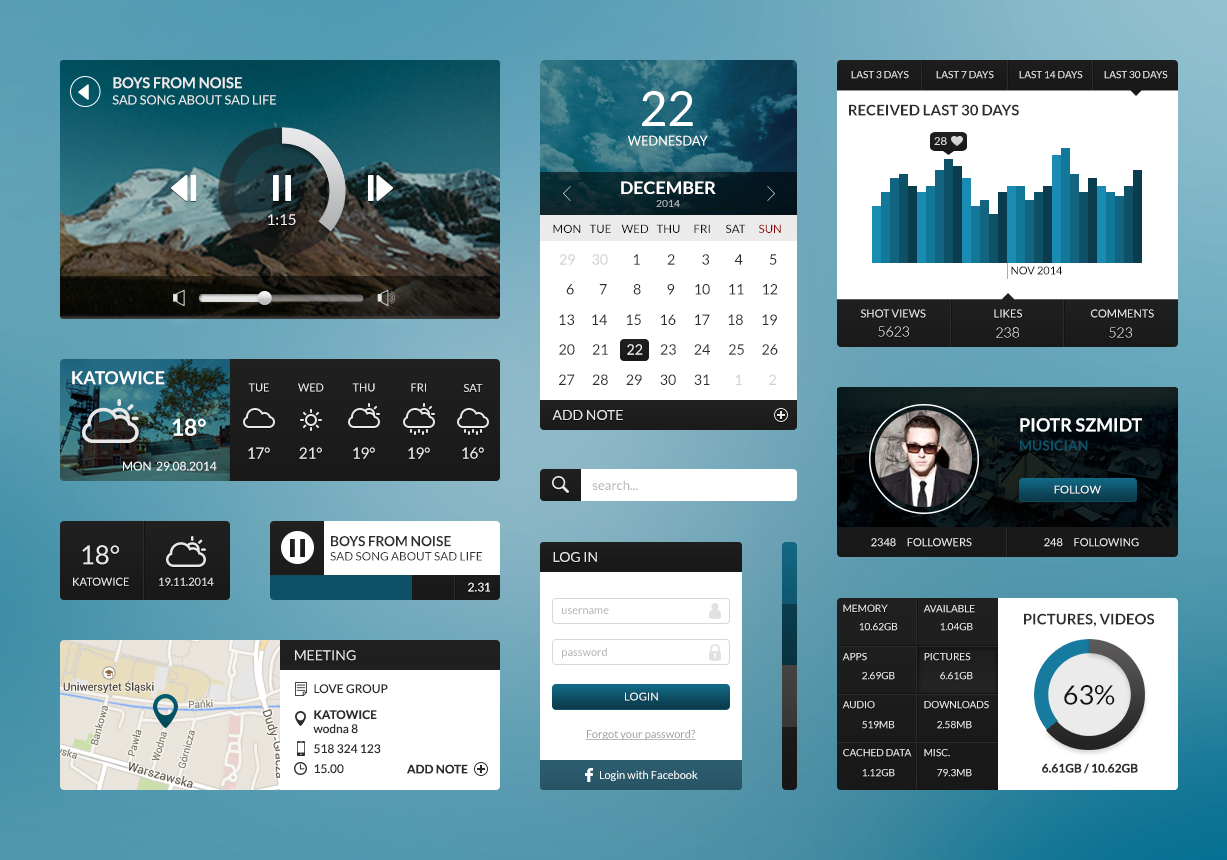 BOYS FROM NOISE
SAD SONG ABOUT SAD LIFE
1:15
KATOWICE
18°
MON 29.08.2014
TUE WED THU FRI SAT
17° 21° 19° 19° 16°
18°
KATOWICE
19.11.2014
BOYS FROM NOISE
SAD SONG ABOUT SAD LIFE
2.31
Uniwersytet Śląski
Pańki
Bankowa
Pawła
Wodna
Górnicza
Warszawska
ska
MEETING
LOVE GROUP
KATOWICE
wodna 8
518 324 123
15.00
ADD NOTE
22
WEDNESDAY
DECEMBER
2014
MON TUE WED THU FRI SAT SUN
29 30 1 2 3 4 5
6 7 8 9 10 11 12
13 14 15 16 17 18 19
20 21 22 23 24 25 26
27 28 29 30 31 1 2
ADD NOTE
search...
LOG IN
username
password
LOGIN
Forgot your password?
f Login with Facebook
LAST 3 DAYS LAST 7 DAYS LAST 14 DAYS LAST 30 DAYS
RECEIVED LAST 30 DAYS
28
NOV 2014
SHOT VIEWS LIKES COMMENTS
5623 238 523
PIOTR SZMIDT
MUSICIAN
FOLLOW
2348 FOLLOWERS 248 FOLLOWING
MEMORY AVAILABLE
10.62GB 1.04GB
APPS PICTURES
2.69GB 6.61GB
AUDIO DOWNLOADS
519MB 2.58MB
CACHED DATA MISC.
1.12GB 79.3MB
PICTURES, VIDEOS
63%
6.61GB / 10.62GB